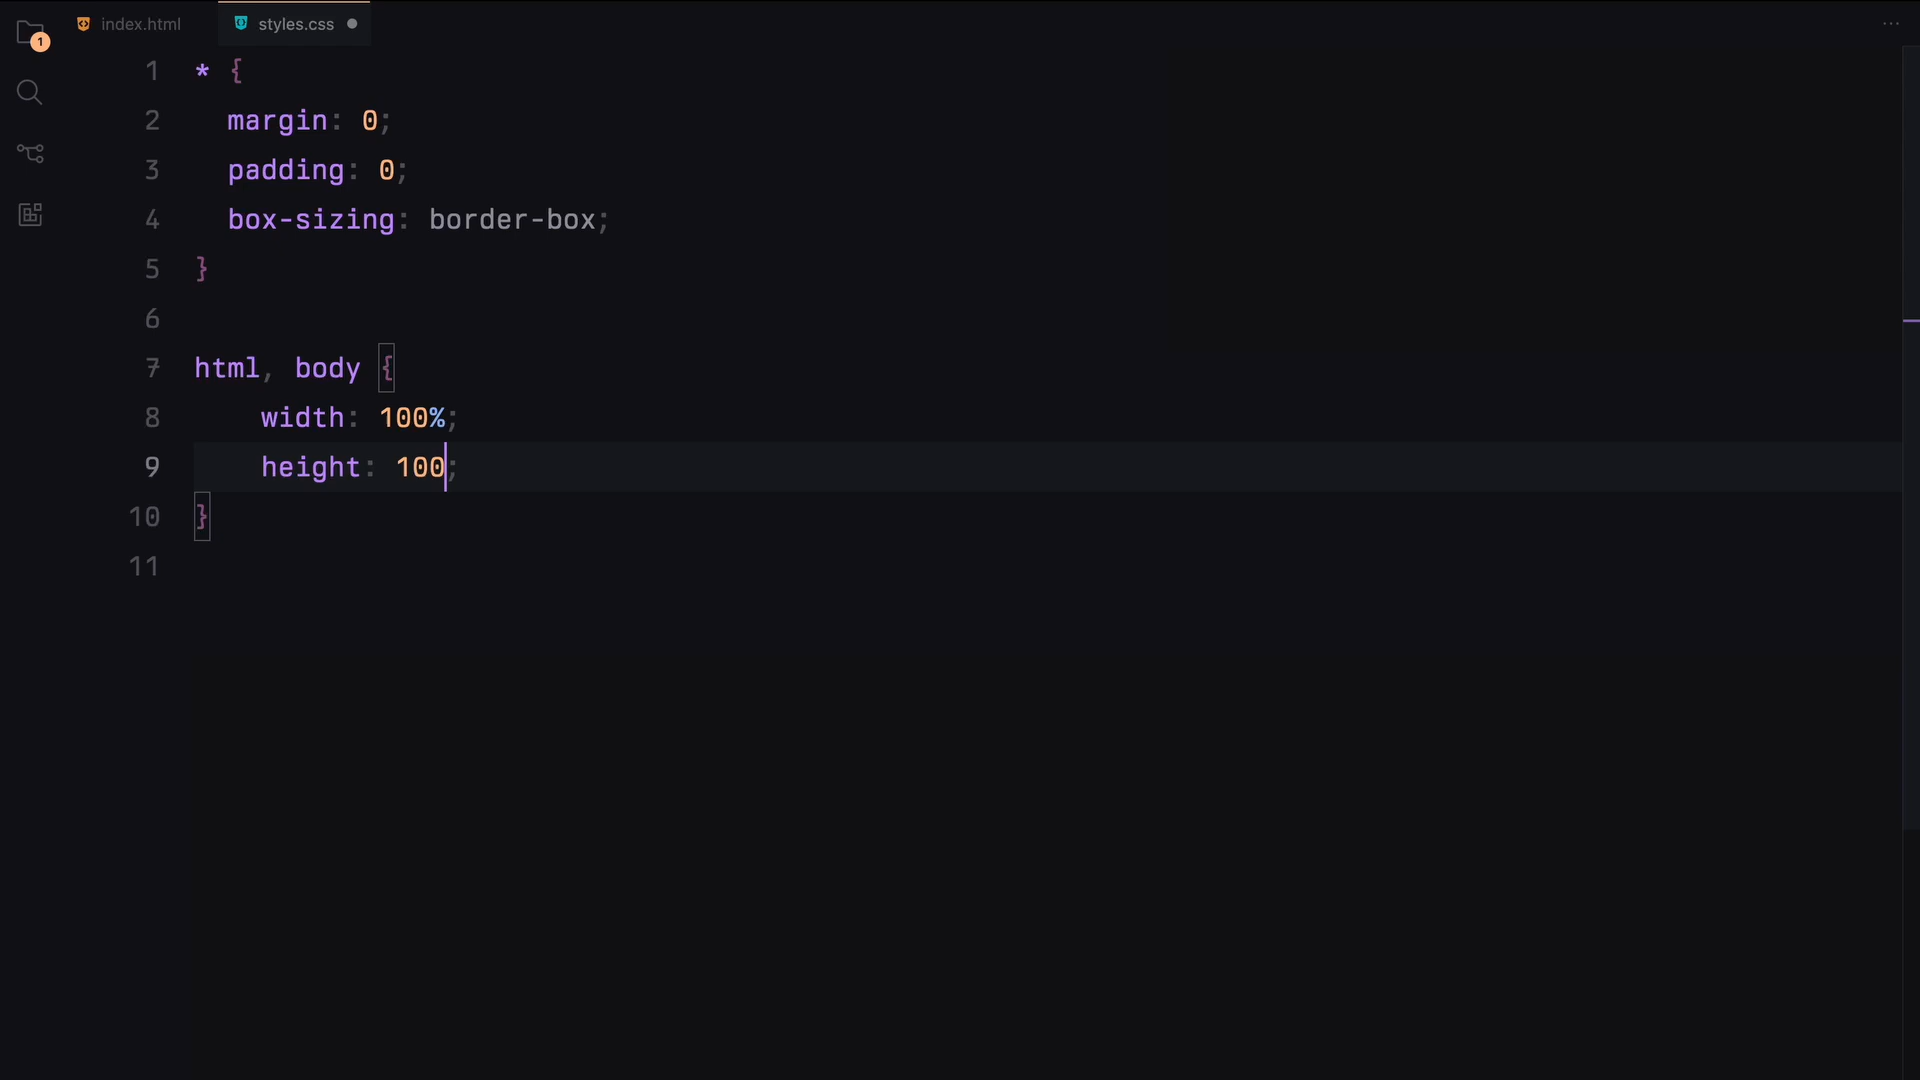 1
index.html
styles.css
1 * {
2 margin: 0;
3 padding: 0;
4 box-sizing: border-box;
5 }
6
7 html, body {
8 width: 100%;
9 height: 100;
10 }
11